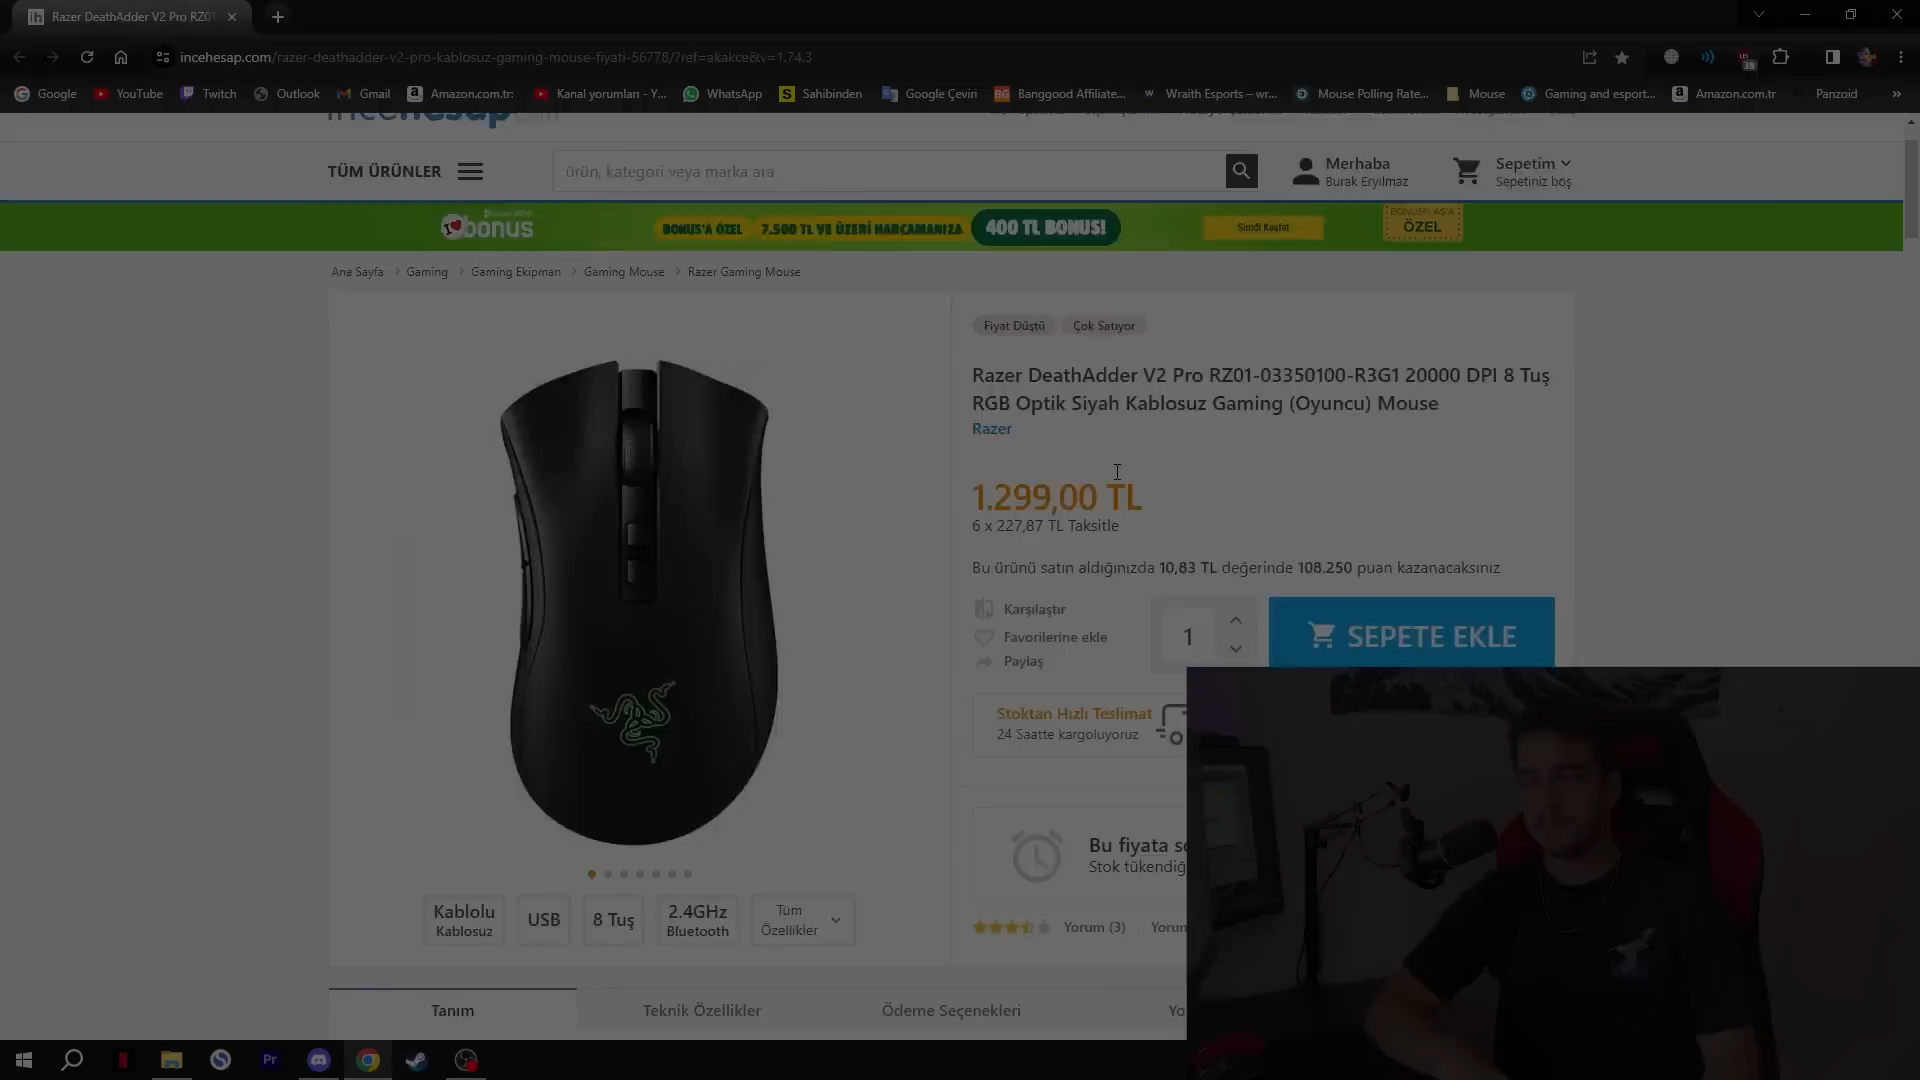 Razer DeathAdder V2 Pro RZ01
incehesap.com/razer-deathadder-v2-pro-kablosuz-gaming-mouse-fiyati-56778/?ref=akakce&v=1.74.3
Google
YouTube
Twitch
Outlook
Gmail
Amazon.com.tr:
Kanal yorumları - Y...
WhatsApp
Sahibinden
Google Çeviri
Banggood Affiliate...
Wraith Esports – wr...
Mouse Polling Rate...
Mouse
Gaming and esport...
Amazon.com.tr
Panzoid
TÜM ÜRÜNLER
ürün, kategori veya marka ara
Merhaba
Burak Eryılmaz
Sepetim
Sepetiniz boş
bonus
BONUS'A ÖZEL
7.500 TL VE ÜZERİ HARCAMANIZA
400 TL BONUS!
Şimdi Keşfet
BONUSFLAŞ'A
ÖZEL
Ana Sayfa > Gaming > Gaming Ekipman > Gaming Mouse > Razer Gaming Mouse
Fiyat Düştü
Çok Satıyor
Razer DeathAdder V2 Pro RZ01-03350100-R3G1 20000 DPI 8 Tuş
RGB Optik Siyah Kablosuz Gaming (Oyuncu) Mouse
Razer
1.299,00 TL
6 x 227,87 TL Taksitle
Bu ürünü satın aldığınızda 10,83 TL değerinde 108.250 puan kazanacaksınız
Karşılaştır
Favorilerine ekle
Paylaş
1
SEPETE EKLE
Stoktan Hızlı Teslimat
24 Saatte kargoluyoruz
Bu fiyata so
Stok tükendiğ
Yorum (3)
Yorum
Kablolu
Kablosuz
USB
8 Tuş
2.4GHz
Bluetooth
Tüm
Özellikler
Tanım
Teknik Özellikler
Ödeme Seçenekleri
Yo
Pr